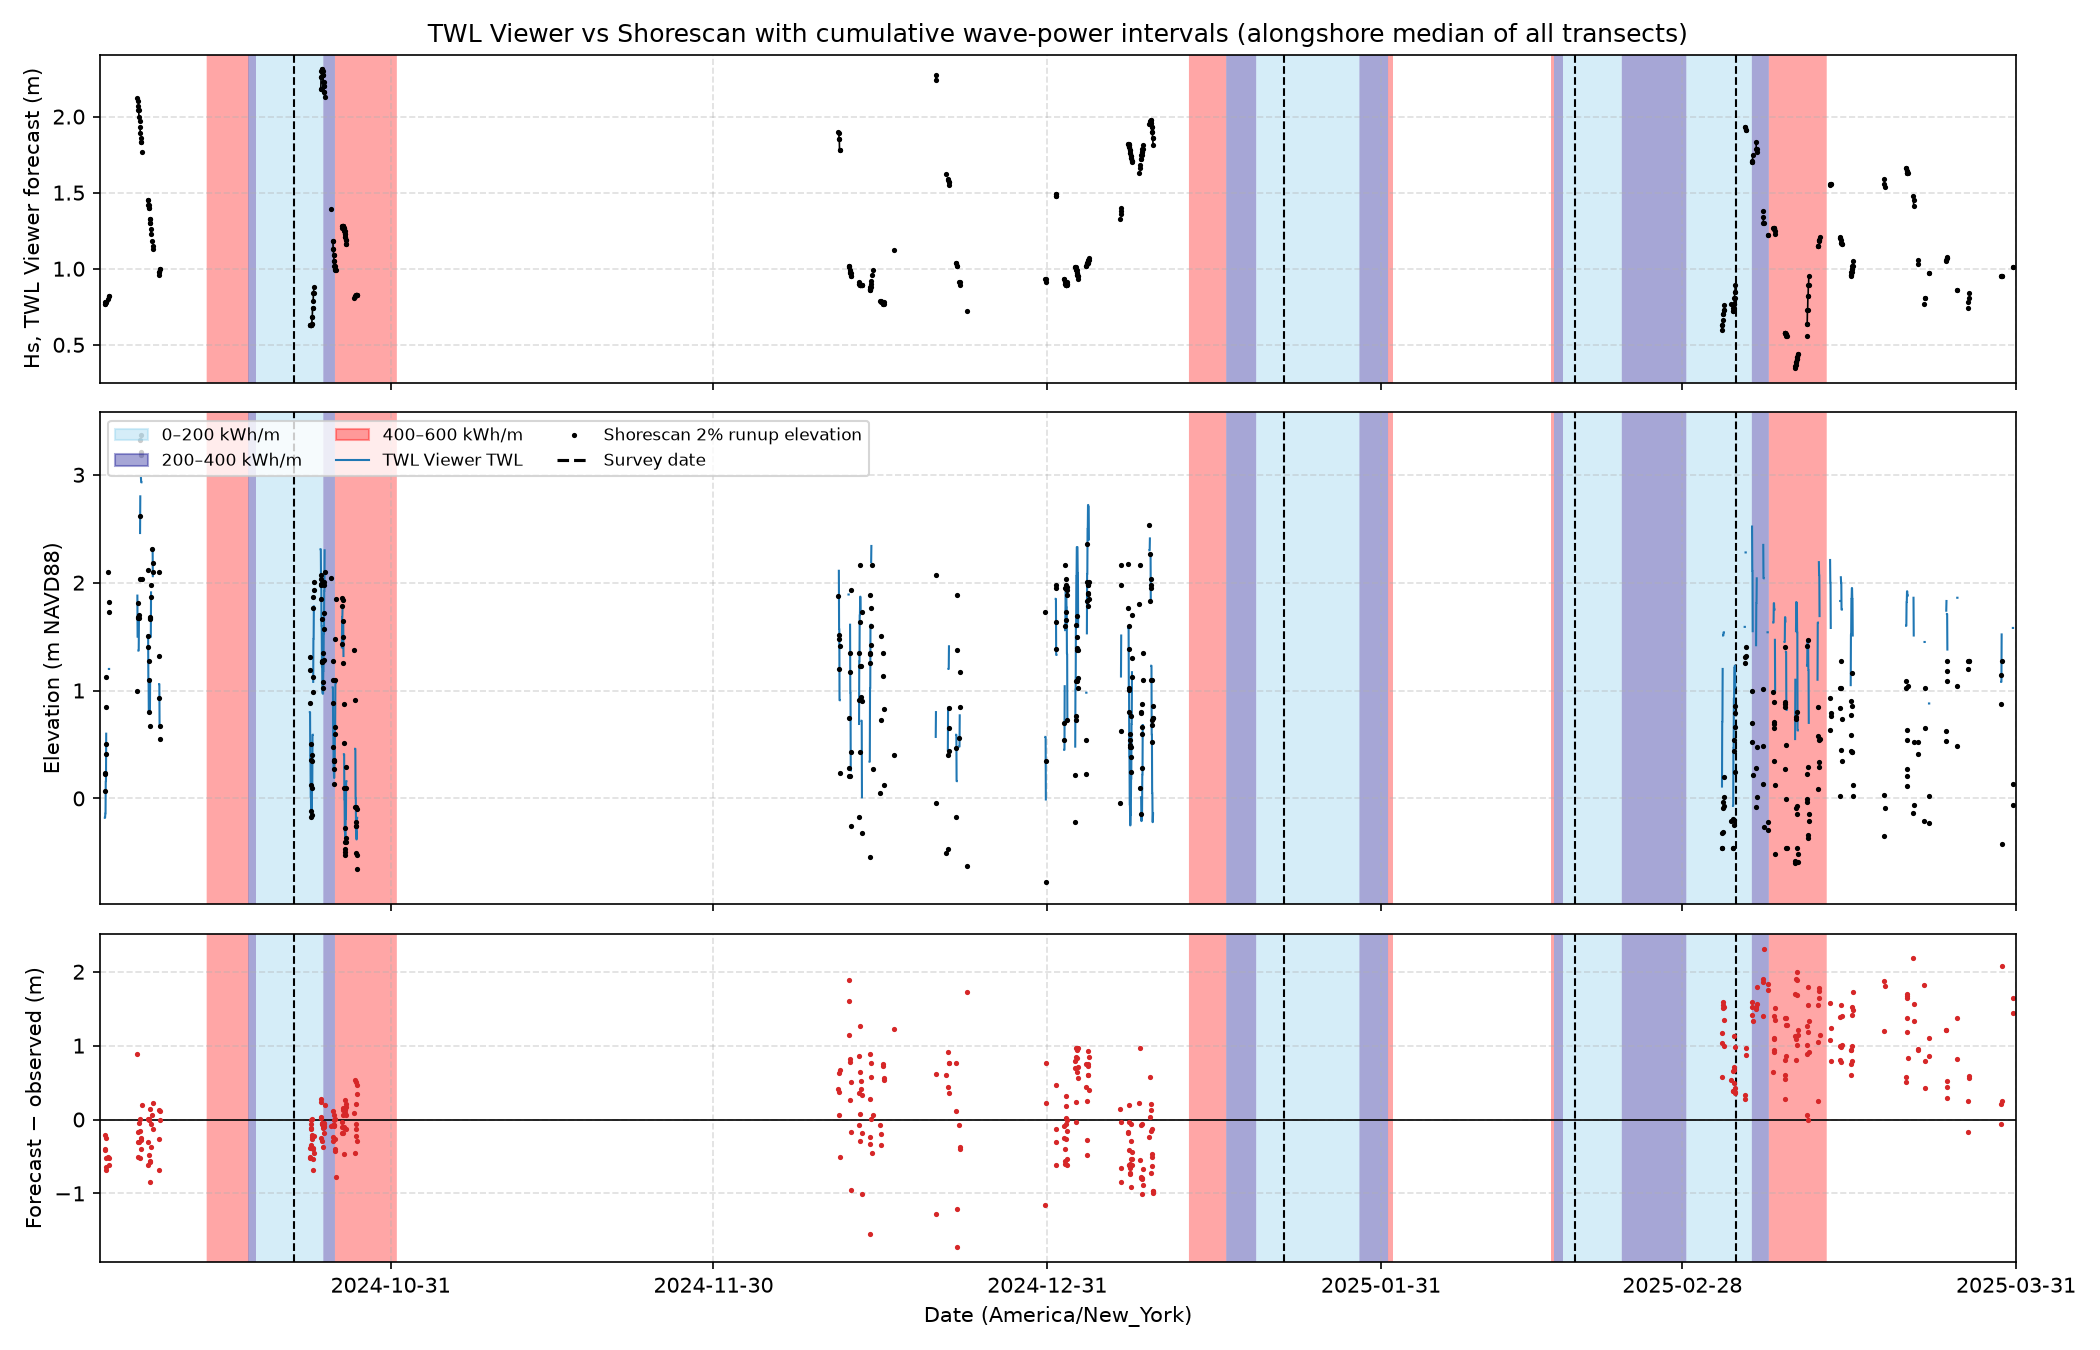 TWL Viewer vs Shorescan with cumulative wave-power intervals (alongshore median of all transects)
Hs, TWL Viewer forecast (m)
2.0
1.5
1.0
0.5
0–200 kWh/m
200–400 kWh/m
400–600 kWh/m
TWL Viewer TWL
Shorescan 2% runup elevation
Survey date
Elevation (m NAVD88)
3
2
1
0
Forecast − observed (m)
2
1
0
−1
2024-10-31
2024-11-30
2024-12-31
2025-01-31
2025-02-28
2025-03-31
Date (America/New_York)